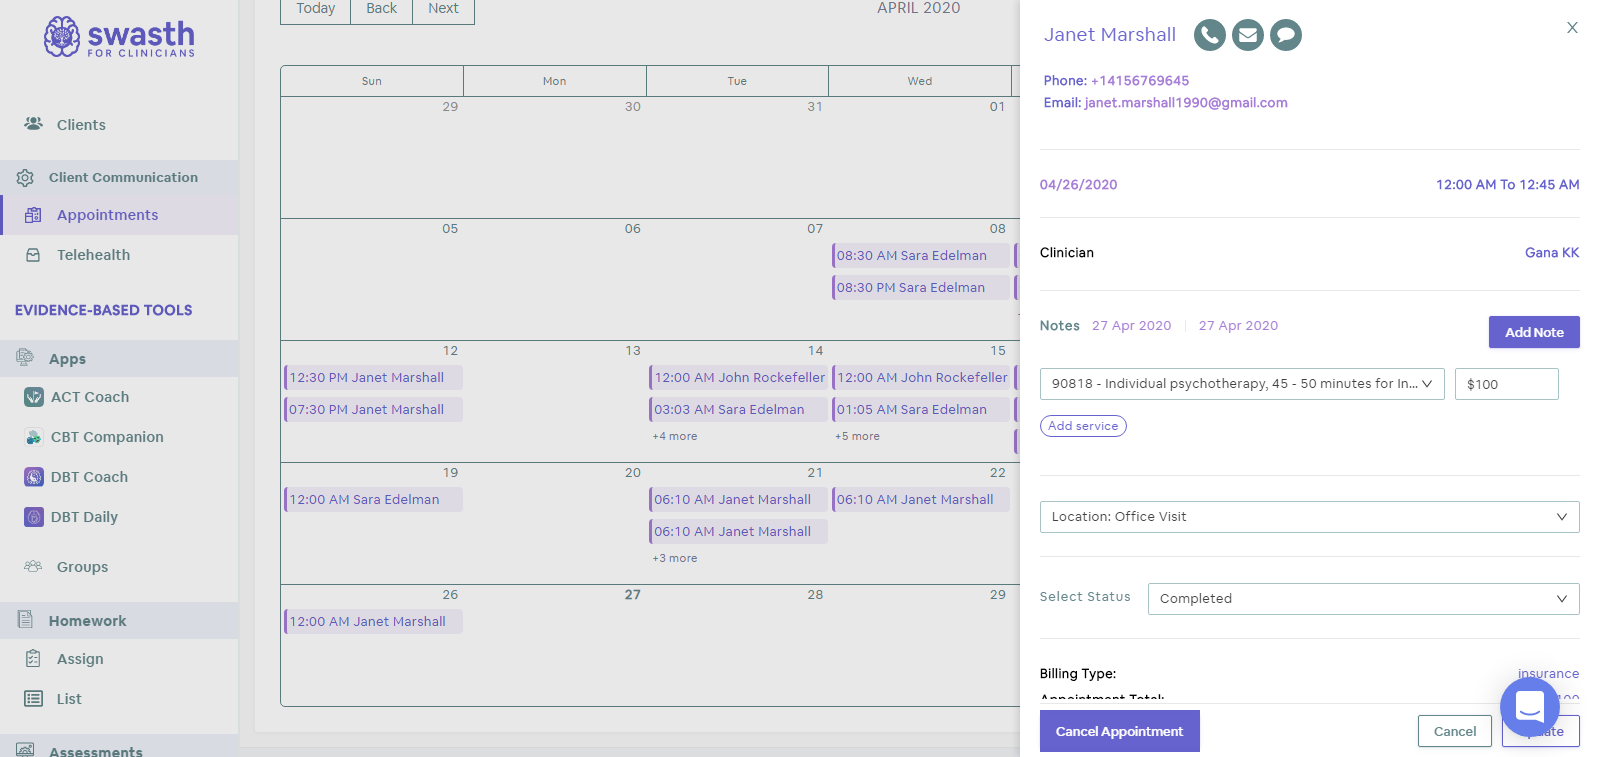 swasth
FOR CLINICIANS
Clients
Client Communication
Appointments
Telehealth
EVIDENCE-BASED TOOLS
Apps
ACT Coach
CBT Companion
DBT Coach
DBT Daily
Groups
Homework
Assign
List
Assessments
Today Back Next
APRIL 2020
Sun Mon Tue Wed
29 30 31 01
05 06 07 08
08:30 AM Sara Edelman
08:30 PM Sara Edelman
12 13 14 15
12:30 PM Janet Marshall 12:00 AM John Rockefeller 12:00 AM John Rockefeller
07:30 PM Janet Marshall 03:03 AM Sara Edelman 01:05 AM Sara Edelman
+4 more +5 more
19 20 21 22
12:00 AM Sara Edelman 06:10 AM Janet Marshall 06:10 AM Janet Marshall
06:10 AM Janet Marshall
+3 more
26 27 28 29
12:00 AM Janet Marshall
Janet Marshall X
Phone: +14156769645
Email: janet.marshall1990@gmail.com
04/26/2020 12:00 AM To 12:45 AM
Clinician Gana KK
Notes 27 Apr 2020 27 Apr 2020
Add Note
90818 - Individual psychotherapy, 45 - 50 minutes for In... $100
Add service
Location: Office Visit
Select Status Completed
Billing Type: insurance
Appointment Total:
Cancel Appointment Cancel